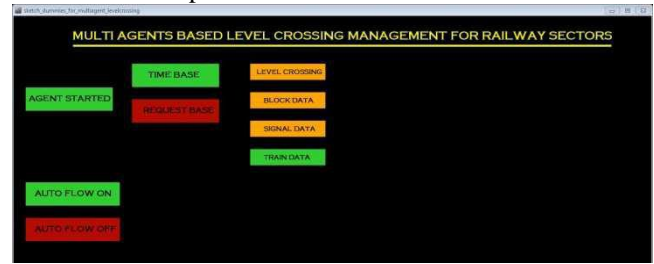 sketch_dummies_for_multiagent_levelcrossing
MULTI AGENTS BASED LEVEL CROSSING MANAGEMENT FOR RAILWAY SECTORS
TIME BASE
LEVEL CROSSING
AGENT STARTED
BLOCK DATA
REQUEST BASE
SIGNAL DATA
TRAIN DATA
AUTO FLOW ON
AUTO FLOW OFF